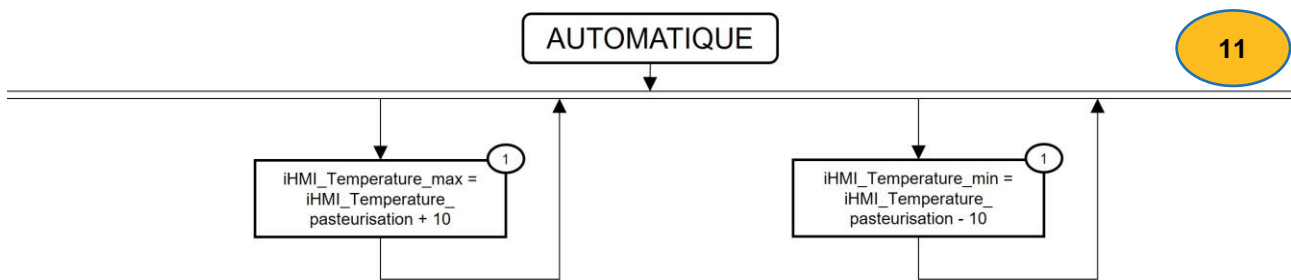 AUTOMATIQUE
11
1
iHMI_Temperature_max =
iHMI_Temperature_
pasteurisation + 10
1
iHMI_Temperature_min =
iHMI_Temperature_
pasteurisation - 10